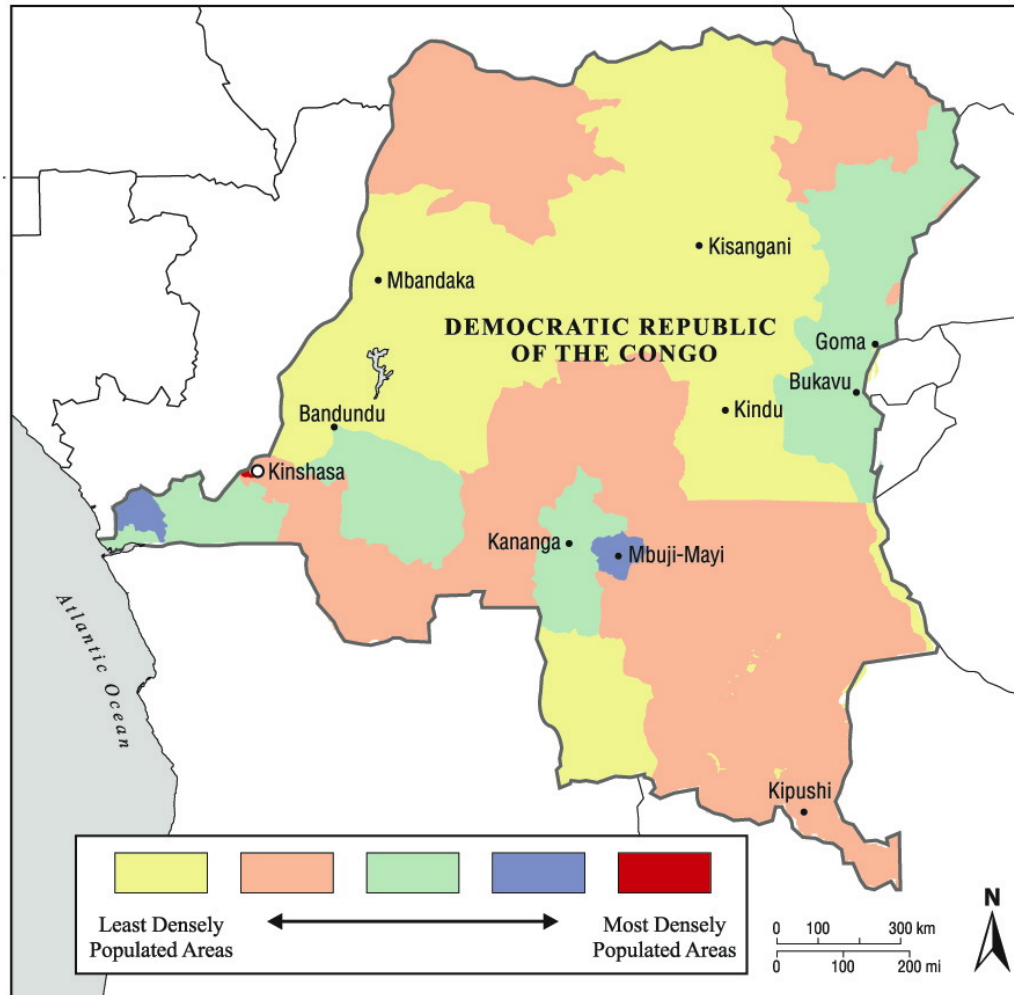 Kisangani
Mbandaka
DEMOCRATIC REPUBLIC
OF THE CONGO
Goma
Bukavu
Kindu
Bandundu
Kinshasa
Kananga
Mbuji-Mayi
Atlantic Ocean
Kipushi
Least Densely
Populated Areas
Most Densely
Populated Areas
N
0 100 300 km
0 100 200 mi